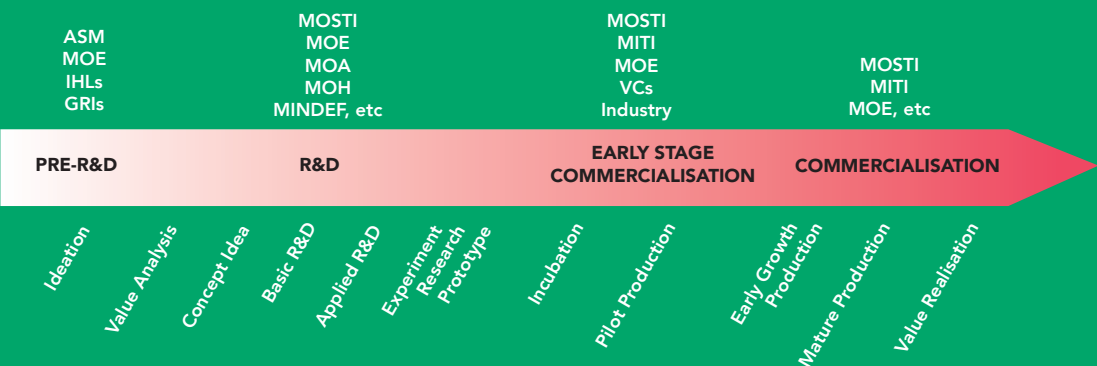 ASM
MOE
IHLs
GRIs
MOSTI
MOE
MOA
MOH
MINDEF, etc
MOSTI
MITI
MOE
VCs
Industry
MOSTI
MITI
MOE, etc
PRE-R&D
R&D
EARLY STAGE
COMMERCIALISATION
COMMERCIALISATION
Ideation
Value Analysis
Concept Idea
Basic R&D
Applied R&D
Experiment
Research
Prototype
Incubation
Pilot Production
Early Growth
Production
Mature Production
Value Realisation